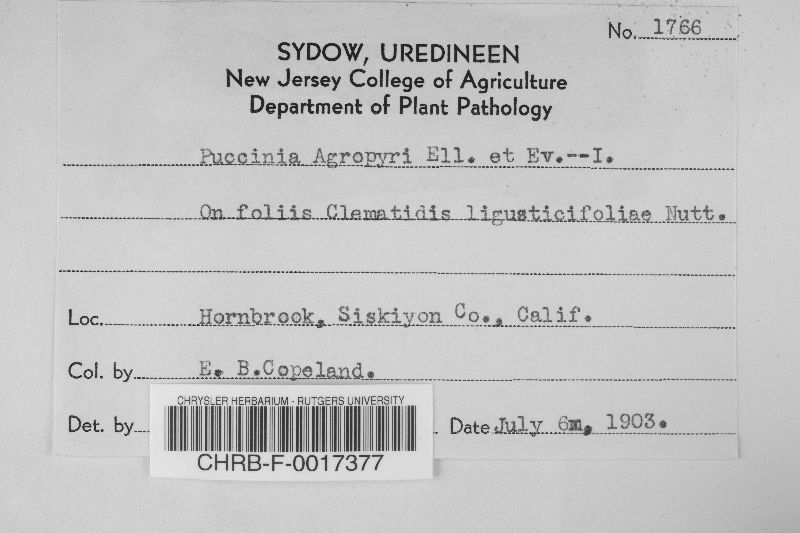 No. 1766
SYDOW, UREDINEEN
New Jersey College of Agriculture
Department of Plant Pathology
Puccinia Agropyri Ell. et Ev.--I.
On foliis Clematidis ligusticifoliae Nutt.
Loc. Hornbrook, Siskiyon Co., Calif.
Col. by E. B.Copeland.
Det. by
Date July 6, 1903.
CHRYSLER HERBARIUM - RUTGERS UNIVERSITY
CHRB-F-0017377